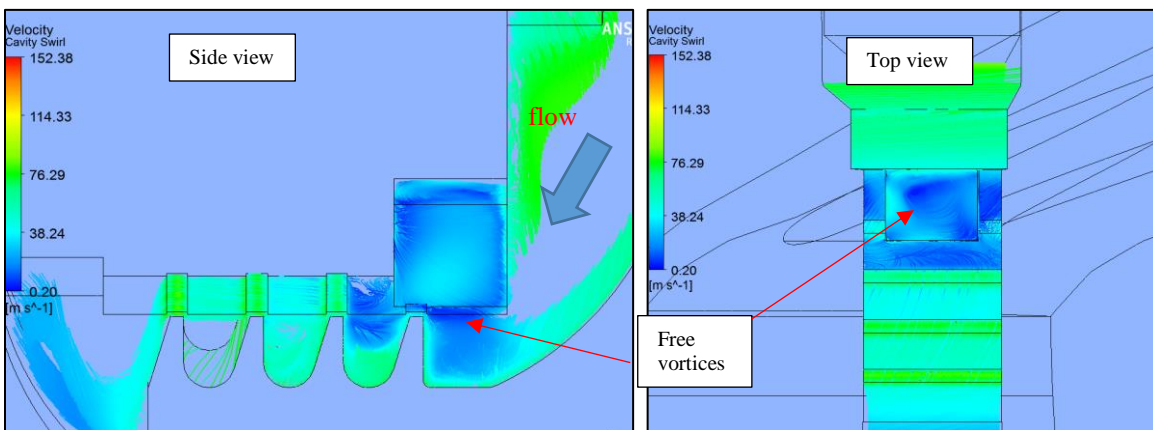 Velocity
Cavity Swirl
152.38
114.33
76.29
38.24
0.20
[m s^-1]
Side view
ANS
R
flow
Velocity
Cavity Swirl
152.38
114.33
76.29
38.24
0.20
[m s^-1]
Top view
Free
vortices